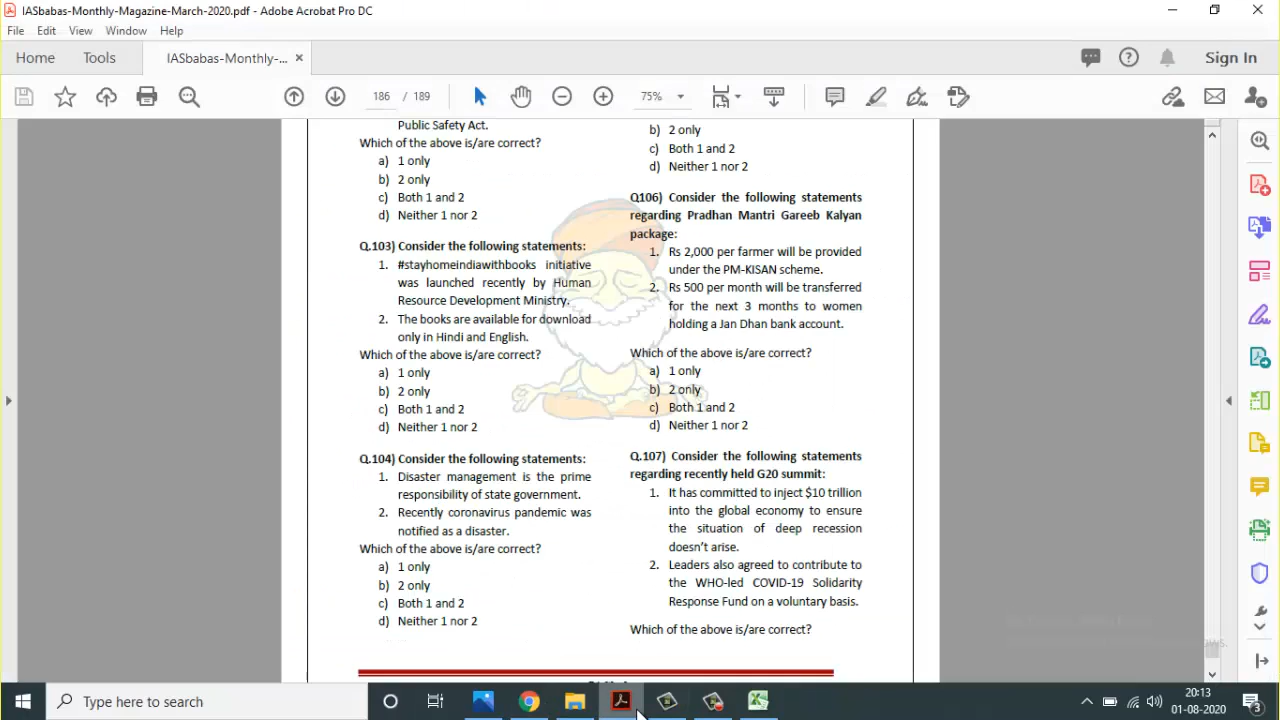 IASbabas-Monthly-Magazine-March-2020.pdf - Adobe Acrobat Pro DC
File Edit View Window Help
Home Tools IASbabas-Monthly-... × Sign In
186 / 189 75%
Public Safety Act.
Which of the above is/are correct?
a) 1 only
b) 2 only
c) Both 1 and 2
d) Neither 1 nor 2
Q.103) Consider the following statements:
1. #stayhomeindiawithbooks initiative
was launched recently by Human
Resource Development Ministry.
2. The books are available for download
only in Hindi and English.
Which of the above is/are correct?
a) 1 only
b) 2 only
c) Both 1 and 2
d) Neither 1 nor 2
Q.104) Consider the following statements:
1. Disaster management is the prime
responsibility of state government.
2. Recently coronavirus pandemic was
notified as a disaster.
Which of the above is/are correct?
a) 1 only
b) 2 only
c) Both 1 and 2
d) Neither 1 nor 2
b) 2 only
c) Both 1 and 2
d) Neither 1 nor 2
Q106) Consider the following statements
regarding Pradhan Mantri Gareeb Kalyan
package:
1. Rs 2,000 per farmer will be provided
under the PM-KISAN scheme.
2. Rs 500 per month will be transferred
for the next 3 months to women
holding a Jan Dhan bank account.
Which of the above is/are correct?
a) 1 only
b) 2 only
c) Both 1 and 2
d) Neither 1 nor 2
Q.107) Consider the following statements
regarding recently held G20 summit:
1. It has committed to inject $10 trillion
into the global economy to ensure
the situation of deep recession
doesn't arise.
2. Leaders also agreed to contribute to
the WHO-led COVID-19 Solidarity
Response Fund on a voluntary basis.
Which of the above is/are correct?
Type here to search
20:13
01-08-2020
3